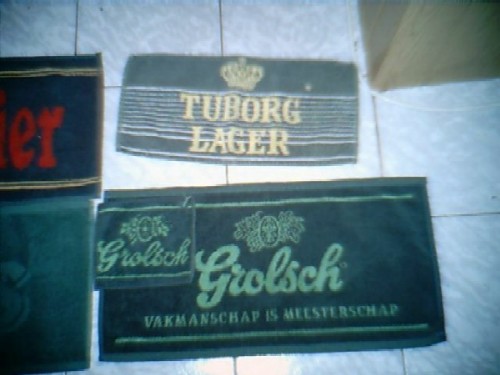 TUBORG
LAGER
ier
Grolsch
Grolsch
VAKMANSCHAP IS MEESTERSCHAP
s